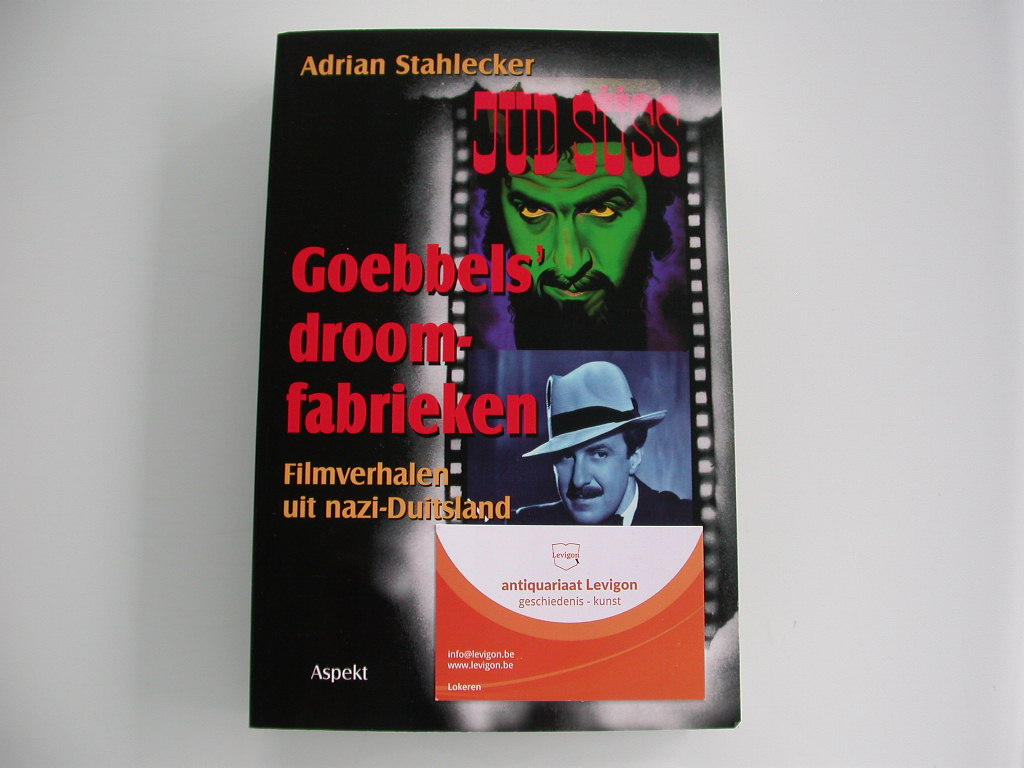 Adrian Stahlecker
JUD SÜSS
Goebbels'
droom-
fabrieken
Filmverhalen
uit nazi-Duitsland
Levigon
antiquariaat Levigon
geschiedenis - kunst
info@levigon.be
www.levigon.be
Lokeren
Aspekt